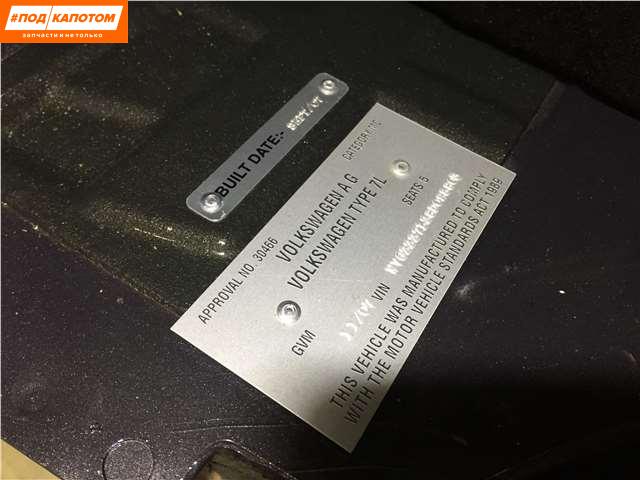 #ПОД КАПОТОМ
запчасти и не только
BUILT DATE:-
APPROVAL NO. 30466
CATEGORY MC
VOLKSWAGEN A G
VOLKSWAGEN TYPE 7L
SEATS 5
GVM
VIN
THIS VEHICLE WAS MANUFACTURED TO COMPLY
WITH THE MOTOR VEHICLE STANDARDS ACT 1989